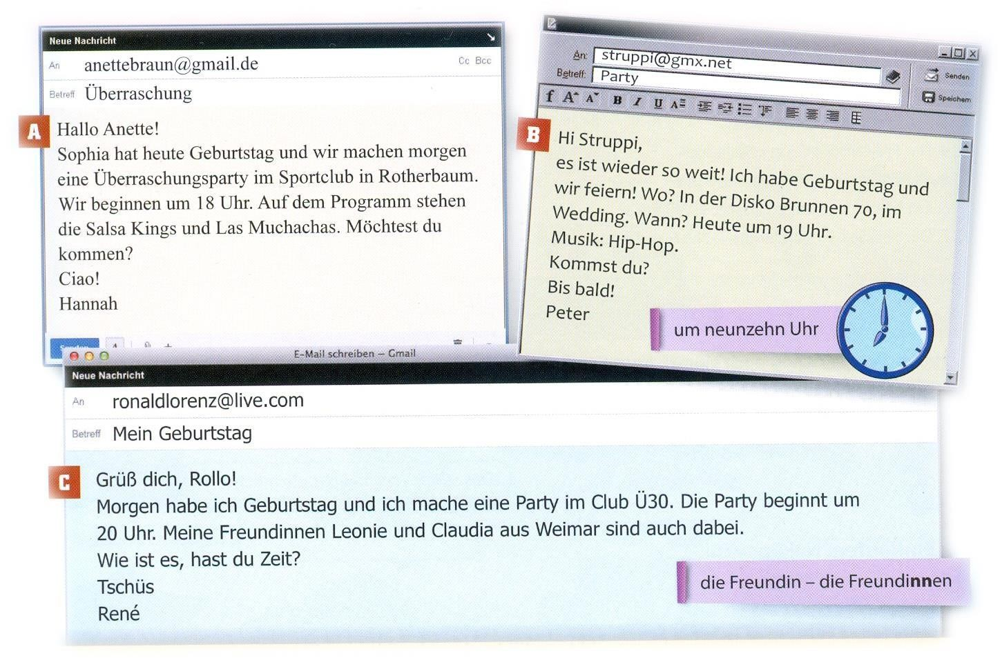 Neue Nachricht
An anettebraun@gmail.de Cc Bcc
Betreff Überraschung
A
Hallo Anette!
Sophia hat heute Geburtstag und wir machen morgen
eine Überraschungsparty im Sportclub in Rotherbaum.
Wir beginnen um 18 Uhr. Auf dem Programm stehen
die Salsa Kings und Las Muchachas. Möchtest du
kommen?
Ciao!
Hannah
An: struppi@gmx.net
Betreff: Party
Senden
Speichern
f A A B I U A
B
Hi Struppi,
es ist wieder so weit! Ich habe Geburtstag und
wir feiern! Wo? In der Disko Brunnen 70, im
Wedding. Wann? Heute um 19 Uhr.
Musik: Hip-Hop.
Kommst du?
Bis bald!
Peter
um neunzehn Uhr
E-Mail schreiben – Gmail
Neue Nachricht
An ronaldlorenz@live.com
Betreff Mein Geburtstag
C
Grüß dich, Rollo!
Morgen habe ich Geburtstag und ich mache eine Party im Club Ü30. Die Party beginnt um
20 Uhr. Meine Freundinnen Leonie und Claudia aus Weimar sind auch dabei.
Wie ist es, hast du Zeit?
Tschüs
René
die Freundin – die Freundinnen